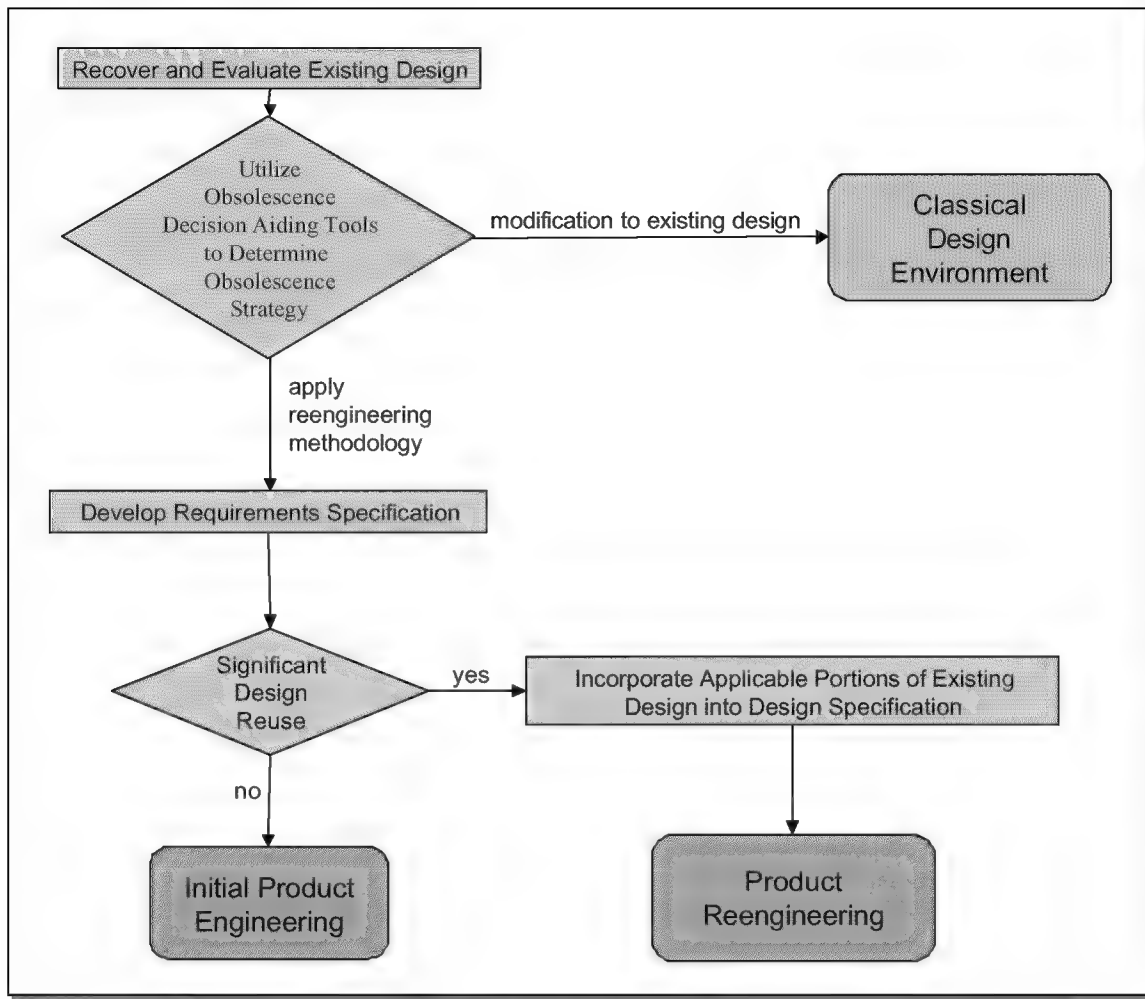 Recover and Evaluate Existing Design
Utilize
Obsolescence
Decision Aiding Tools
to Determine
Obsolescence
Strategy
modification to existing design
Classical
Design
Environment
apply
reengineering
methodology
Develop Requirements Specification
Significant
Design
Reuse
yes
Incorporate Applicable Portions of Existing
Design into Design Specification
no
Initial Product
Engineering
Product
Reengineering